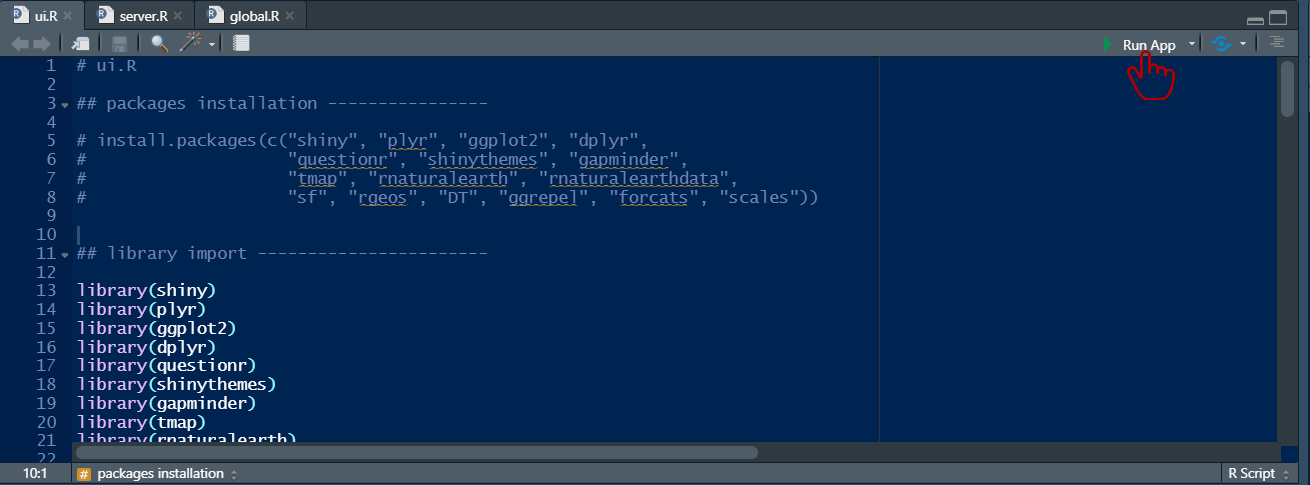 ui.R server.R global.R
Run App
1 # ui.R
2
3 ## packages installation ----------------
4
5 # install.packages(c("shiny", "plyr", "ggplot2", "dplyr",
6 # "questionr", "shinythemes", "gapminder",
7 # "tmap", "rnaturalearth", "rnaturalearthdata",
8 # "sf", "rgeos", "DT", "ggrepel", "forcats", "scales"))
9
10
11 ## library import -----------------------
12
13 library(shiny)
14 library(plyr)
15 library(ggplot2)
16 library(dplyr)
17 library(questionr)
18 library(shinythemes)
19 library(gapminder)
20 library(tmap)
21 library(rnaturalearth)
22
10:1 # packages installation R Script